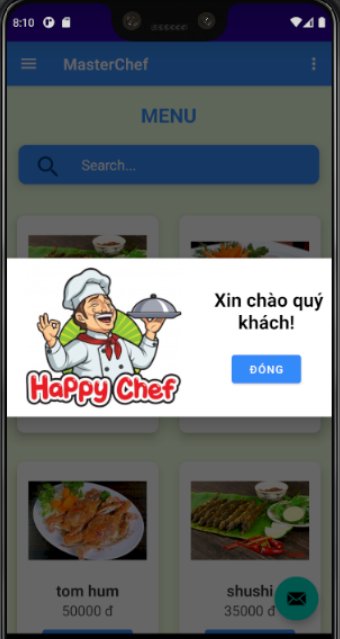 8:10
MasterChef
MENU
Search...
Xin chào quý
khách!
ĐÓNG
HaPPy Chef
tom hum
50000 đ
shushi
35000 đ